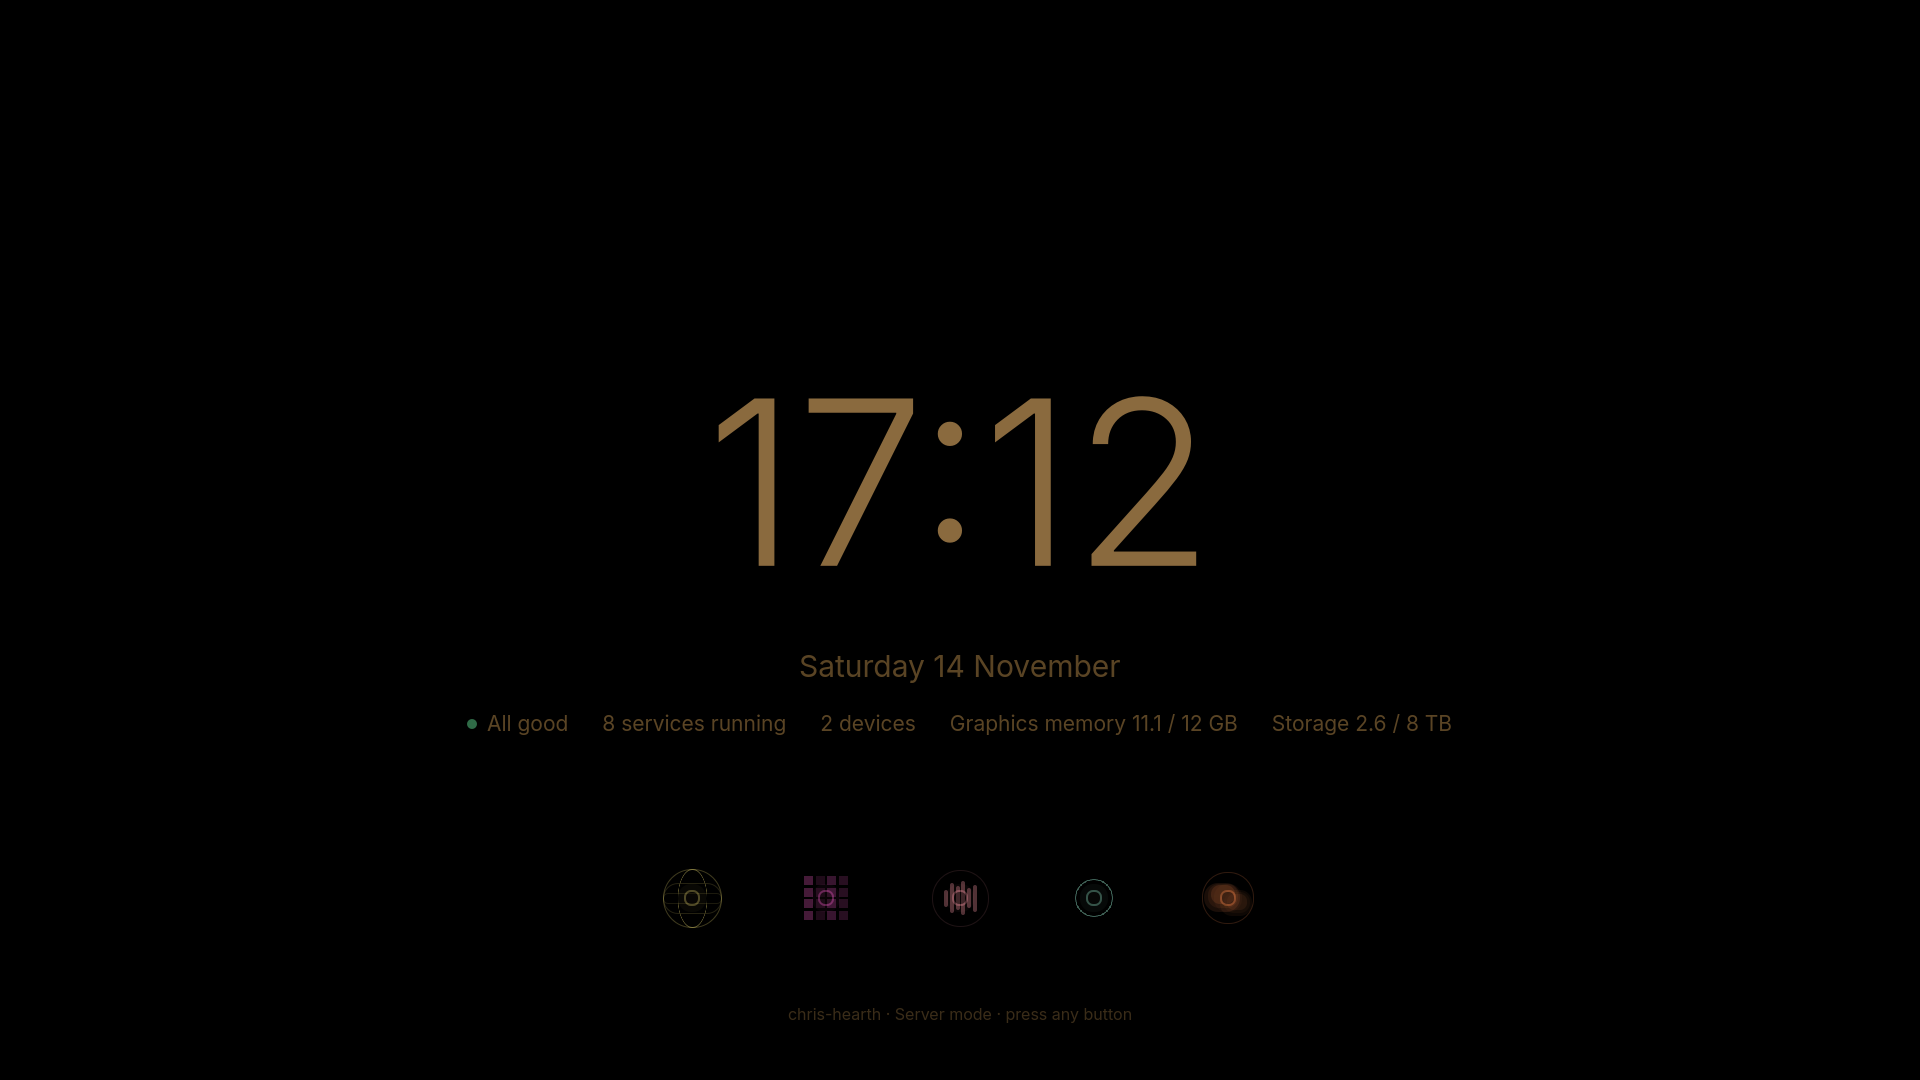 17:12
Saturday 14 November
All good 8 services running 2 devices Graphics memory 11.1 / 12 GB Storage 2.6 / 8 TB
chris-hearth · Server mode · press any button